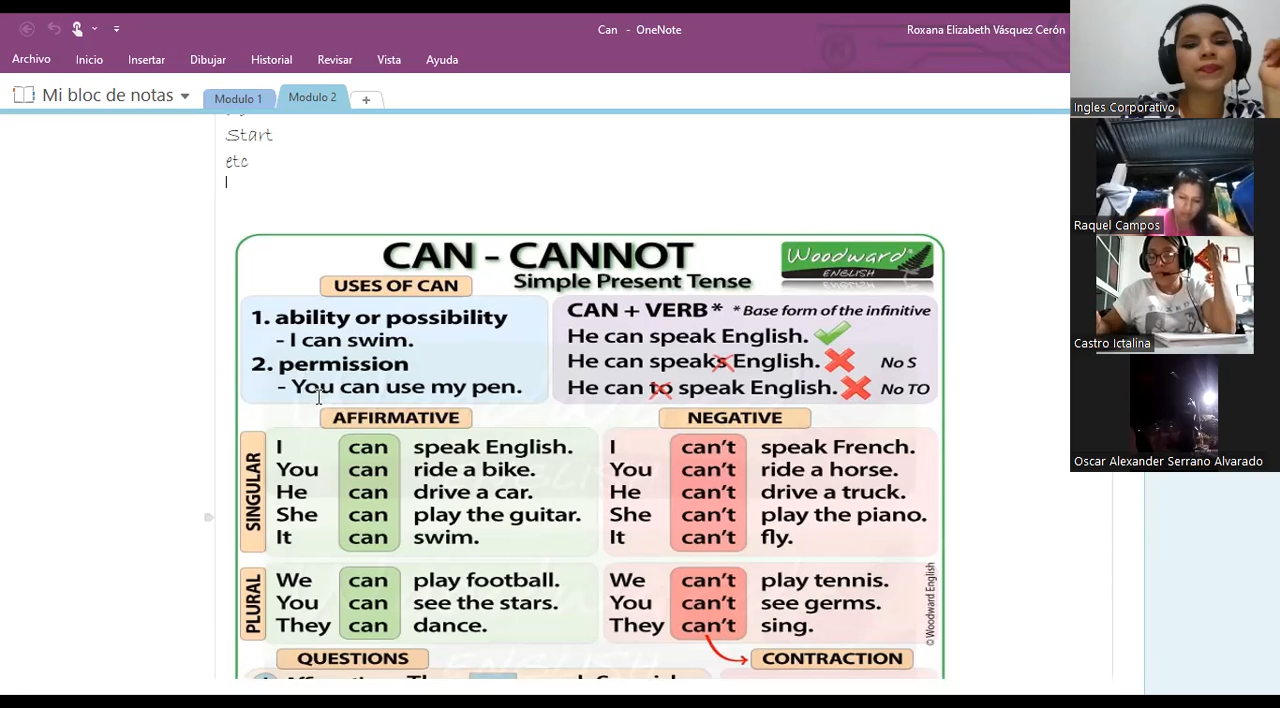 Can - OneNote
Roxana Elizabeth Vásquez Cerón
Archivo Inicio Insertar Dibujar Historial Revisar Vista Ayuda
Mi bloc de notas Modulo 1 Modulo 2 +
Start
etc
CAN - CANNOT
Simple Present Tense
Woodward®
ENGLISH
USES OF CAN
1. ability or possibility
- I can swim.
2. permission
- You can use my pen.
CAN + VERB* * Base form of the infinitive
He can speak English.
He can speaks English. No S
He can to speak English. No TO
AFFIRMATIVE
SINGULAR
I can speak English.
You can ride a bike.
He can drive a car.
She can play the guitar.
It can swim.
PLURAL
We can play football.
You can see the stars.
They can dance.
NEGATIVE
I can't speak French.
You can't ride a horse.
He can't drive a truck.
She can't play the piano.
It can't fly.
We can't play tennis.
You can't see germs.
They can't sing.
©Woodward English
QUESTIONS
CONTRACTION
Ingles Corporativo
Raquel Campos
Castro Ictalina
Oscar Alexander Serrano Alvarado